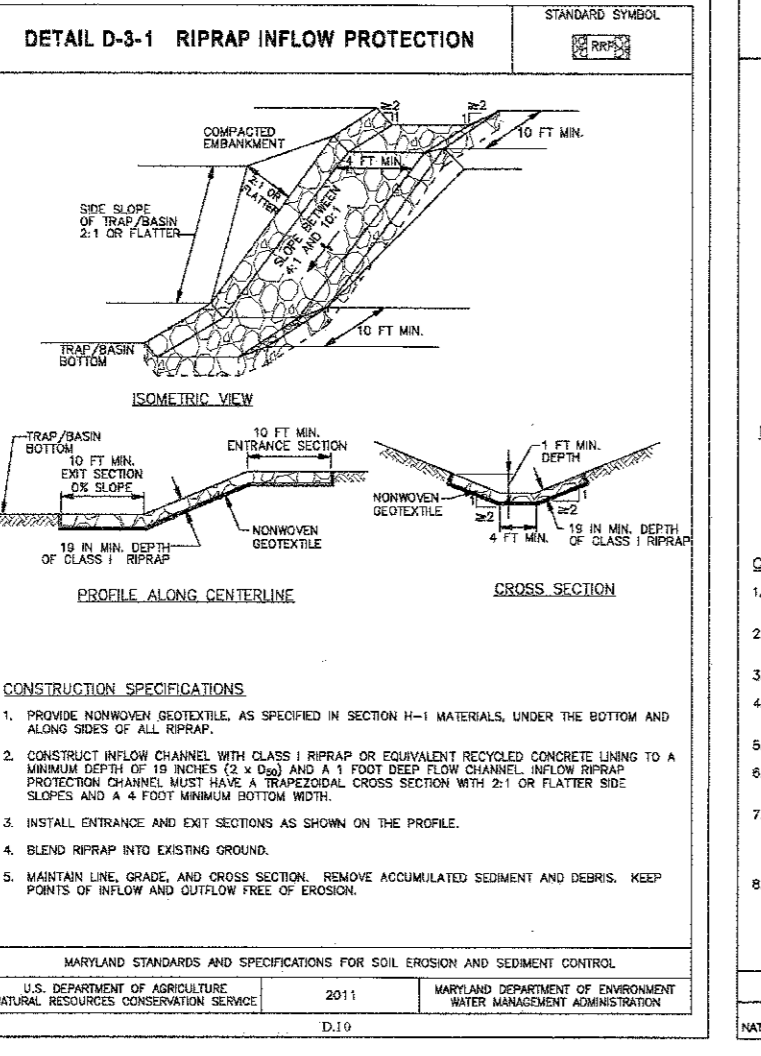 DETAIL D-3-1 RIPRAP INFLOW PROTECTION
STANDARD SYMBOL
RRP
COMPACTED
EMBANKMENT
≥2
1
≥2
1
10 FT MIN.
4 FT MIN.
2:1 OR
FLATTER
SLOPE BETWEEN
4:1 AND 10:1
SIDE SLOPE
OF TRAP/BASIN
2:1 OR FLATTER
10 FT MIN.
TRAP/BASIN
BOTTOM
ISOMETRIC VIEW
TRAP/BASIN
BOTTOM
10 FT MIN.
EXIT SECTION
0% SLOPE
10 FT MIN.
ENTRANCE SECTION
NONWOVEN
GEOTEXTILE
19 IN MIN. DEPTH
OF CLASS I RIPRAP
PROFILE ALONG CENTERLINE
1 FT MIN.
DEPTH
NONWOVEN
GEOTEXTILE
1
≥2
4 FT MIN.
1
≥2
19 IN MIN. DEPTH
OF CLASS I RIPRAP
CROSS SECTION
CONSTRUCTION SPECIFICATIONS
1. PROVIDE NONWOVEN GEOTEXTILE, AS SPECIFIED IN SECTION H-1 MATERIALS, UNDER THE BOTTOM AND
ALONG SIDES OF ALL RIPRAP.
2. CONSTRUCT INFLOW CHANNEL WITH CLASS I RIPRAP OR EQUIVALENT RECYCLED CONCRETE LINING TO A
MINIMUM DEPTH OF 19 INCHES (2 x D50) AND A 1 FOOT DEEP FLOW CHANNEL. INFLOW RIPRAP
PROTECTION CHANNEL MUST HAVE A TRAPEZOIDAL CROSS SECTION WITH 2:1 OR FLATTER SIDE
SLOPES AND A 4 FOOT MINIMUM BOTTOM WIDTH.
3. INSTALL ENTRANCE AND EXIT SECTIONS AS SHOWN ON THE PROFILE.
4. BLEND RIPRAP INTO EXISTING GROUND.
5. MAINTAIN LINE, GRADE, AND CROSS SECTION. REMOVE ACCUMULATED SEDIMENT AND DEBRIS. KEEP
POINTS OF INFLOW AND OUTFLOW FREE OF EROSION.
MARYLAND STANDARDS AND SPECIFICATIONS FOR SOIL EROSION AND SEDIMENT CONTROL
U.S. DEPARTMENT OF AGRICULTURE
NATURAL RESOURCES CONSERVATION SERVICE
2011
MARYLAND DEPARTMENT OF ENVIRONMENT
WATER MANAGEMENT ADMINISTRATION
D.10
1.
2
3
4
5
6
7
8
NAT